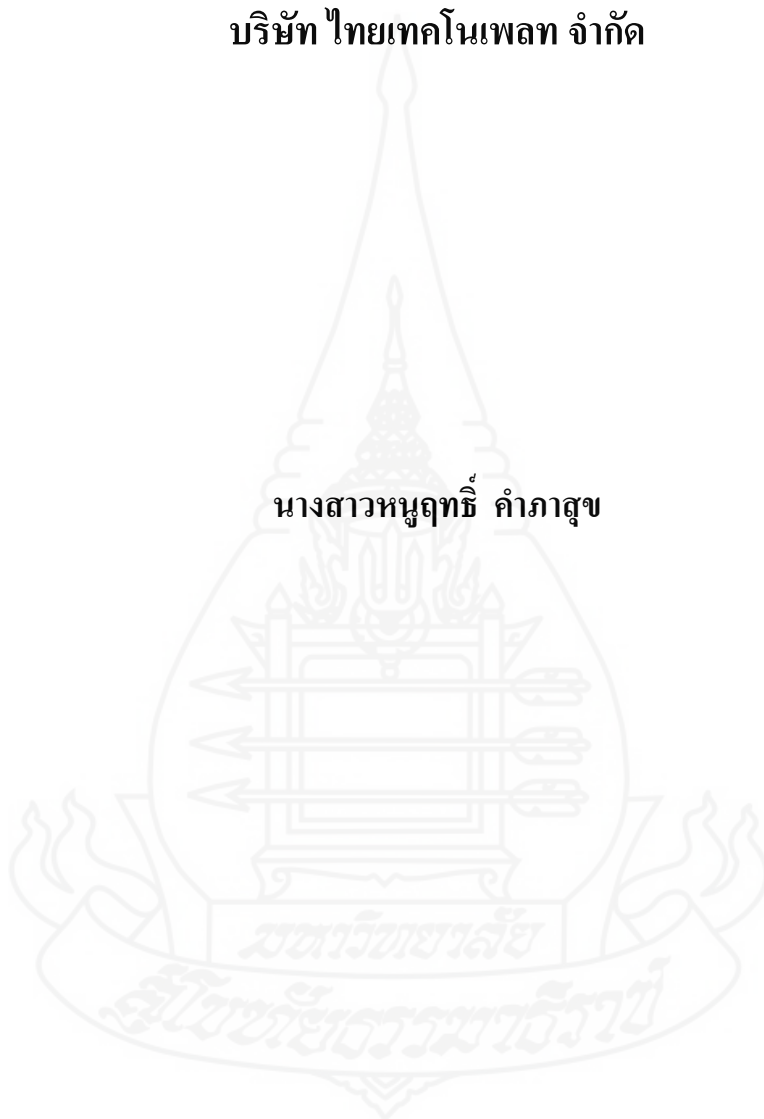 บริษัท ไทยเทคโนเพลท จำกัด
นางสาวหนูฤทธิ์ คำภาสุข
มหาวิทยาลัย
สุโขทัยธรรมาธิราช